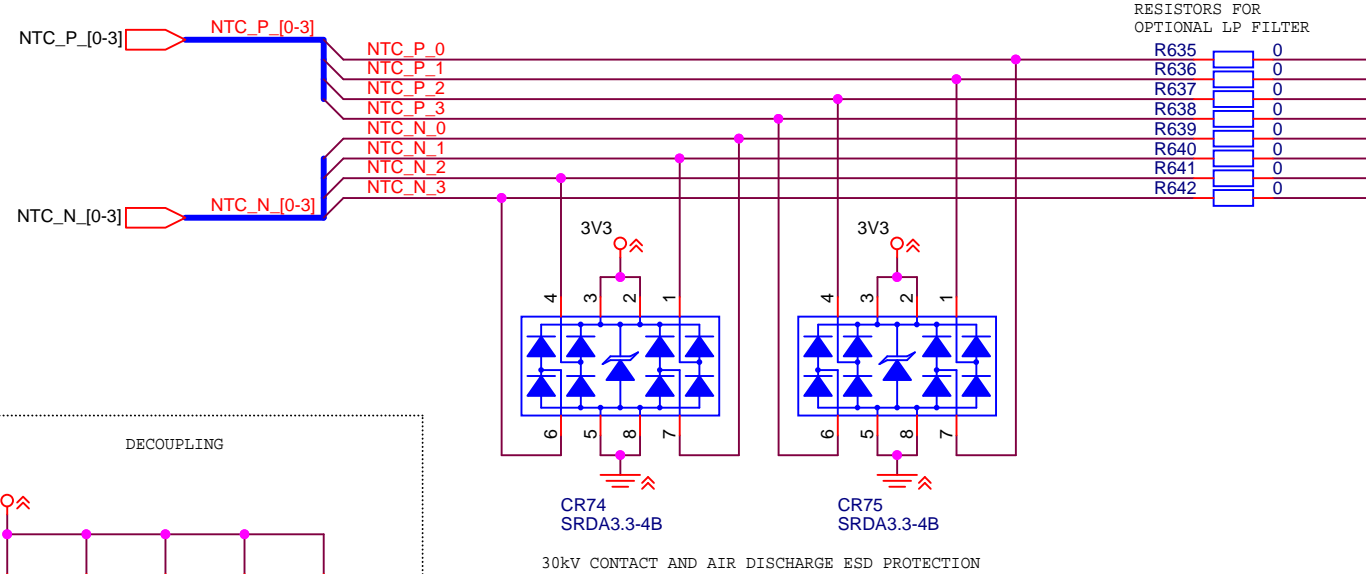 RESISTORS FOR
OPTIONAL LP FILTER
NTC_P_[0-3]
NTC_P_[0-3]
NTC_P_0
R635
0
NTC_P_1
R636
0
NTC_P_2
R637
0
NTC_P_3
R638
0
NTC_N_0
R639
0
NTC_N_1
R640
0
NTC_N_2
R641
0
NTC_N_3
R642
0
NTC_N_[0-3]
NTC_N_[0-3]
3V3
3V3
4
3
2
1
4
3
2
1
6
5
8
7
6
5
8
7
DECOUPLING
CR74
SRDA3.3-4B
CR75
SRDA3.3-4B
30kV CONTACT AND AIR DISCHARGE ESD PROTECTION